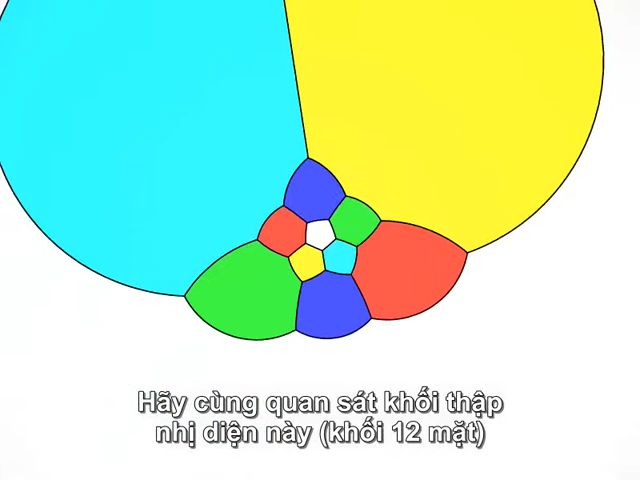 Hãy cùng quan sát khối thập
nhị diện này (khối 12 mặt)